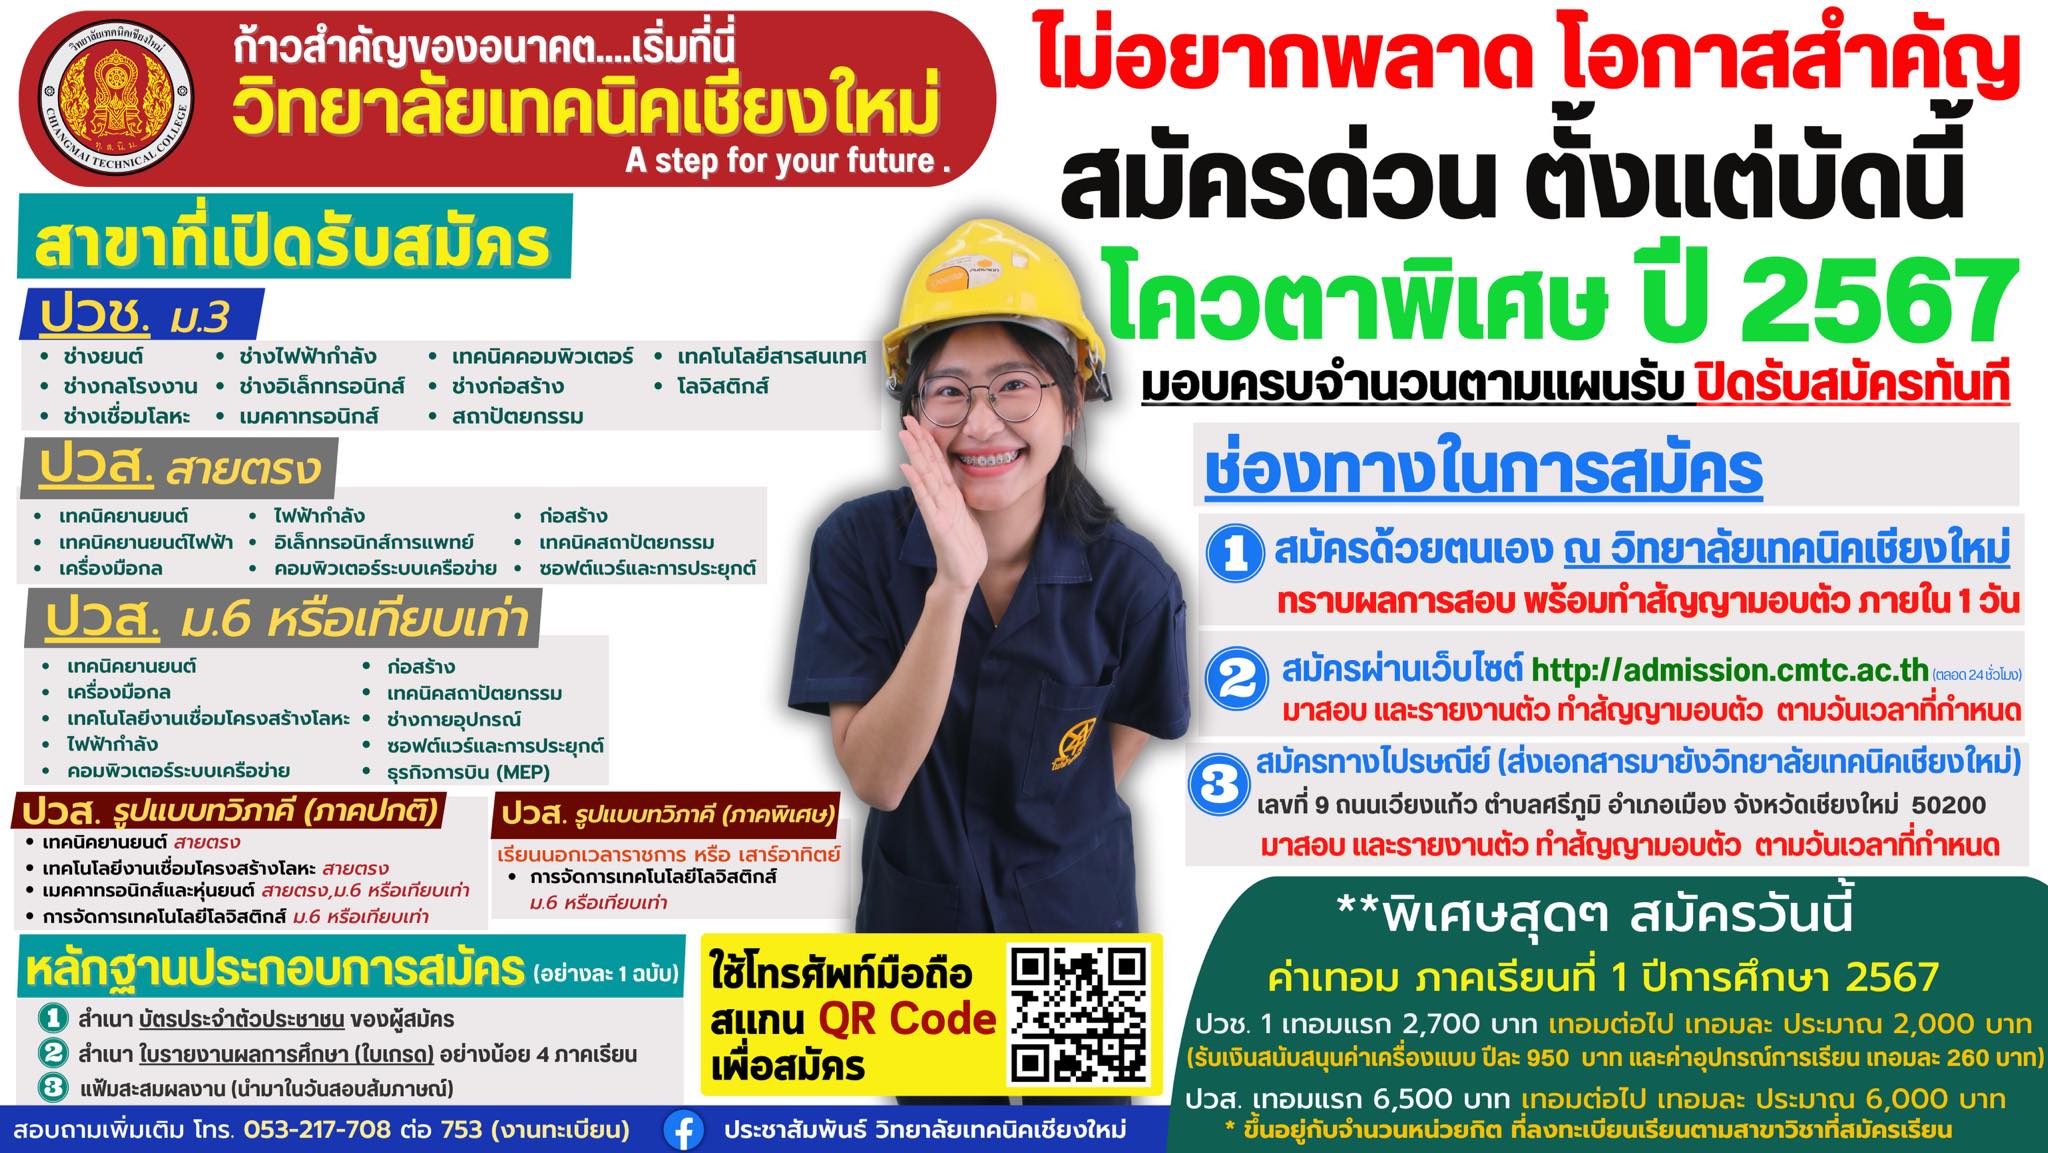 วิทยาลัยเทคนิคเชียงใหม่
CHIANGMAI TECHNICAL COLLEGE
ทุ. ส. นิ. ม.
ก้าวสำคัญของอนาคต....เริ่มที่นี่
วิทยาลัยเทคนิคเชียงใหม่
A step for your future .
ไม่อยากพลาด โอกาสสำคัญ
สมัครด่วน ตั้งแต่บัดนี้
โควตาพิเศษ ปี 2567
มอบครบจำนวนตามแผนรับ ปิดรับสมัครทันที
สาขาที่เปิดรับสมัคร
ปวช. ม.3
• ช่างยนต์ • ช่างไฟฟ้ากำลัง • เทคนิคคอมพิวเตอร์ • เทคโนโลยีสารสนเทศ
• ช่างกลโรงงาน • ช่างอิเล็กทรอนิกส์ • ช่างก่อสร้าง • โลจิสติกส์
• ช่างเชื่อมโลหะ • เมคคาทรอนิกส์ • สถาปัตยกรรม
ปวส. สายตรง
• เทคนิคยานยนต์ • ไฟฟ้ากำลัง • ก่อสร้าง
• เทคนิคยานยนต์ไฟฟ้า • อิเล็กทรอนิกส์การแพทย์ • เทคนิคสถาปัตยกรรม
• เครื่องมือกล • คอมพิวเตอร์ระบบเครือข่าย • ซอฟต์แวร์และการประยุกต์
ปวส. ม.6 หรือเทียบเท่า
• เทคนิคยานยนต์ • ก่อสร้าง
• เครื่องมือกล • เทคนิคสถาปัตยกรรม
• เทคโนโลยีงานเชื่อมโครงสร้างโลหะ • ช่างกายอุปกรณ์
• ไฟฟ้ากำลัง • ซอฟต์แวร์และการประยุกต์
• คอมพิวเตอร์ระบบเครือข่าย • ธุรกิจการบิน (MEP)
ปวส. รูปแบบทวิภาคี (ภาคปกติ)
• เทคนิคยานยนต์ สายตรง
• เทคโนโลยีงานเชื่อมโครงสร้างโลหะ สายตรง
• เมคคาทรอนิกส์และหุ่นยนต์ สายตรง,ม.6 หรือเทียบเท่า
• การจัดการเทคโนโลยีโลจิสติกส์ ม.6 หรือเทียบเท่า
ปวส. รูปแบบทวิภาคี (ภาคพิเศษ)
เรียนนอกเวลาราชการ หรือ เสาร์อาทิตย์
• การจัดการเทคโนโลยีโลจิสติกส์
ม.6 หรือเทียบเท่า
หลักฐานประกอบการสมัคร (อย่างละ 1 ฉบับ)
1 สำเนา บัตรประจำตัวประชาชน ของผู้สมัคร
2 สำเนา ใบรายงานผลการศึกษา (ใบเกรด) อย่างน้อย 4 ภาคเรียน
3 แฟ้มสะสมผลงาน (นำมาในวันสอบสัมภาษณ์)
ใช้โทรศัพท์มือถือ
สแกน QR Code
เพื่อสมัคร
สอบถามเพิ่มเติม โทร. 053-217-708 ต่อ 753 (งานทะเบียน)
ประชาสัมพันธ์ วิทยาลัยเทคนิคเชียงใหม่
ช่องทางในการสมัคร
1 สมัครด้วยตนเอง ณ วิทยาลัยเทคนิคเชียงใหม่
ทราบผลการสอบ พร้อมทำสัญญามอบตัว ภายใน 1 วัน
2 สมัครผ่านเว็บไซต์ http://admission.cmtc.ac.th (ตลอด 24 ชั่วโมง)
มาสอบ และรายงานตัว ทำสัญญามอบตัว ตามวันเวลาที่กำหนด
3 สมัครทางไปรษณีย์ (ส่งเอกสารมายังวิทยาลัยเทคนิคเชียงใหม่)
เลขที่ 9 ถนนเวียงแก้ว ตำบลศรีภูมิ อำเภอเมือง จังหวัดเชียงใหม่ 50200
มาสอบ และรายงานตัว ทำสัญญามอบตัว ตามวันเวลาที่กำหนด
**พิเศษสุดๆ สมัครวันนี้
ค่าเทอม ภาคเรียนที่ 1 ปีการศึกษา 2567
ปวช. 1 เทอมแรก 2,700 บาท เทอมต่อไป เทอมละ ประมาณ 2,000 บาท
(รับเงินสนับสนุนค่าเครื่องแบบ ปีละ 950 บาท และค่าอุปกรณ์การเรียน เทอมละ 260 บาท)
ปวส. เทอมแรก 6,500 บาท เทอมต่อไป เทอมละ ประมาณ 6,000 บาท
* ขึ้นอยู่กับจำนวนหน่วยกิต ที่ลงทะเบียนเรียนตามสาขาวิชาที่สมัครเรียน